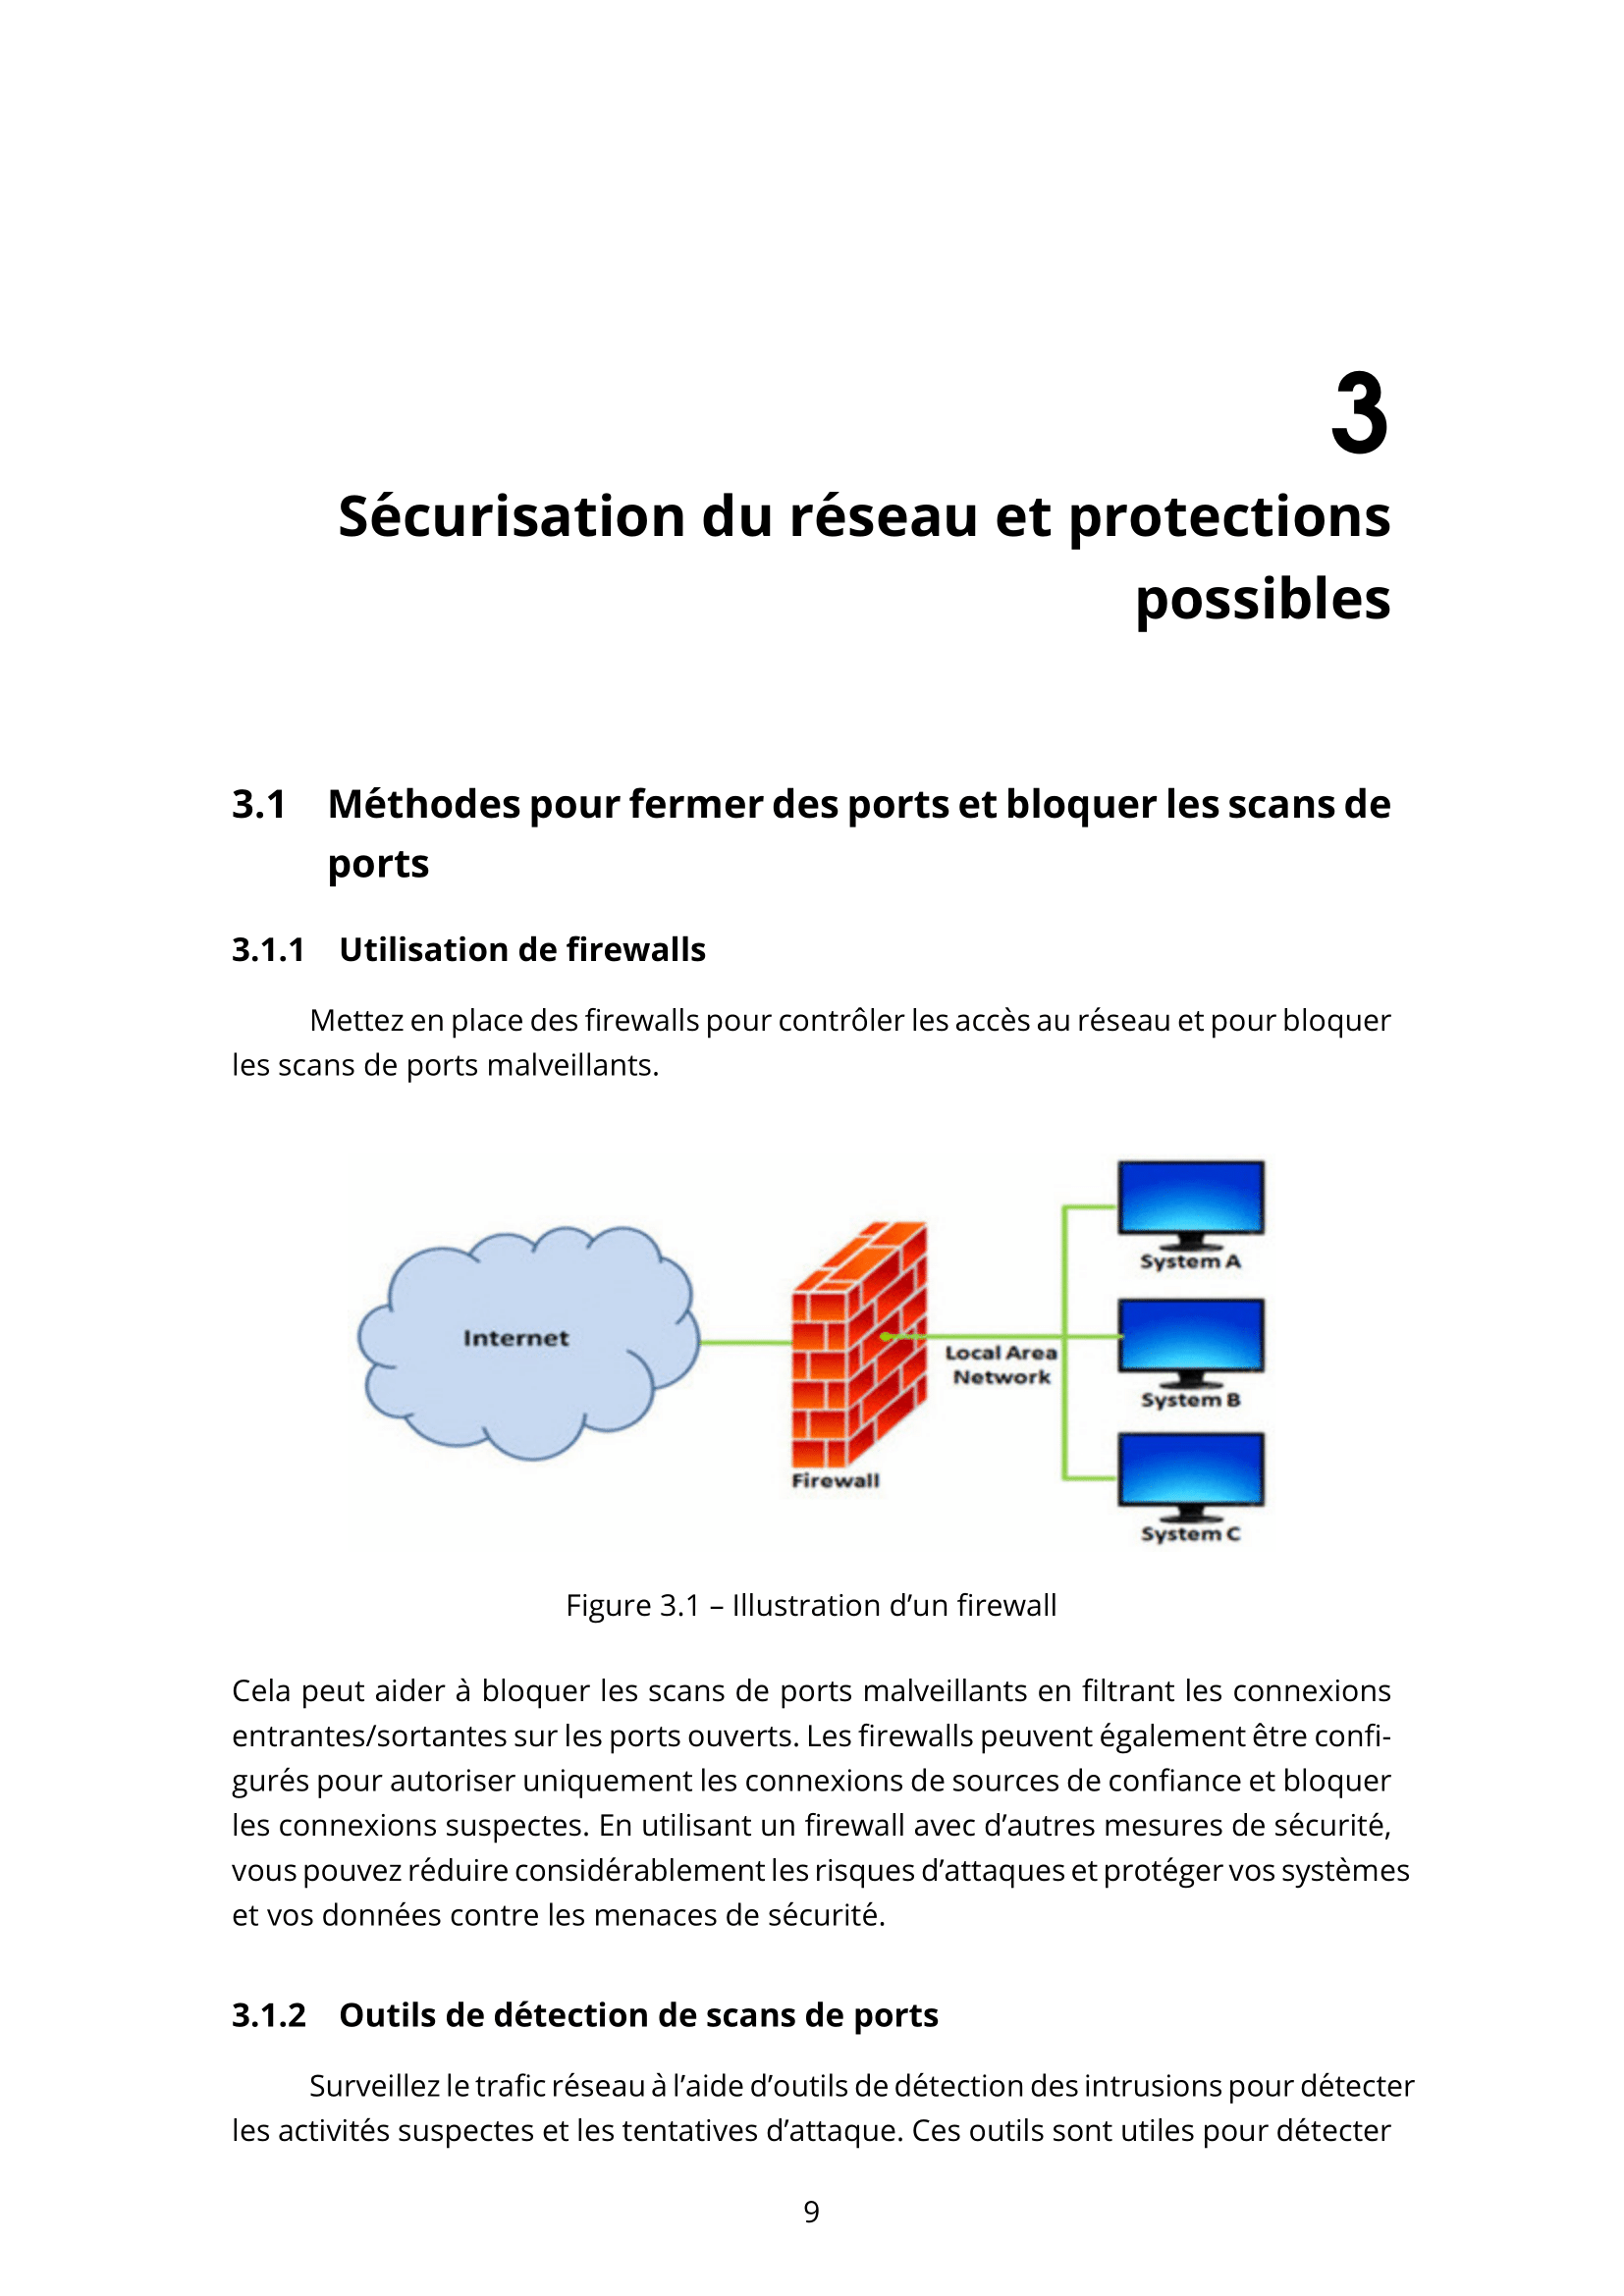 3
Sécurisation du réseau et protections
possibles
3.1 Méthodes pour fermer des ports et bloquer les scans de
ports
3.1.1 Utilisation de firewalls
Mettez en place des firewalls pour contrôler les accès au réseau et pour bloquer
les scans de ports malveillants.
Internet
Firewall
Local Area
Network
System A
System B
System C
Figure 3.1 – Illustration d’un firewall
Cela peut aider à bloquer les scans de ports malveillants en filtrant les connexions
entrantes/sortantes sur les ports ouverts. Les firewalls peuvent également être confi-
gurés pour autoriser uniquement les connexions de sources de confiance et bloquer
les connexions suspectes. En utilisant un firewall avec d’autres mesures de sécurité,
vous pouvez réduire considérablement les risques d’attaques et protéger vos systèmes
et vos données contre les menaces de sécurité.
3.1.2 Outils de détection de scans de ports
Surveillez le trafic réseau à l’aide d’outils de détection des intrusions pour détecter
les activités suspectes et les tentatives d’attaque. Ces outils sont utiles pour détecter
9